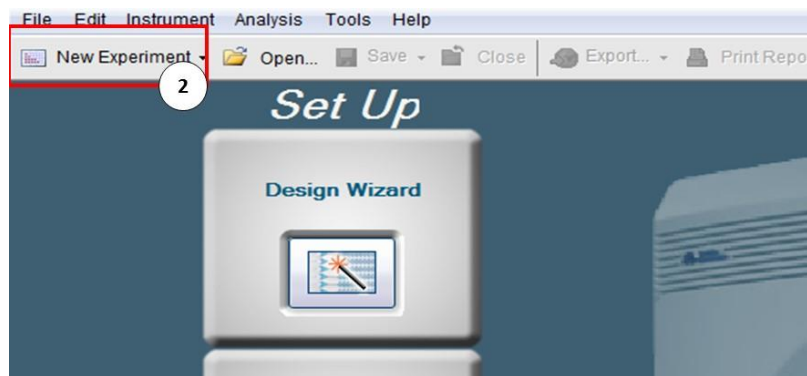 File Edit Instrument Analysis Tools Help
New Experiment Open... Save Close Export... Print Repo
2
Set Up
Design Wizard